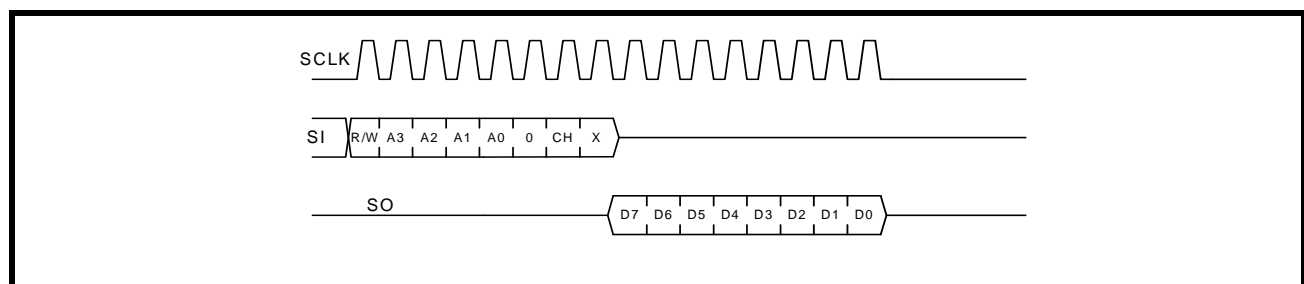 SCLK
SI R/W A3 A2 A1 A0 0 CH X
SO D7 D6 D5 D4 D3 D2 D1 D0